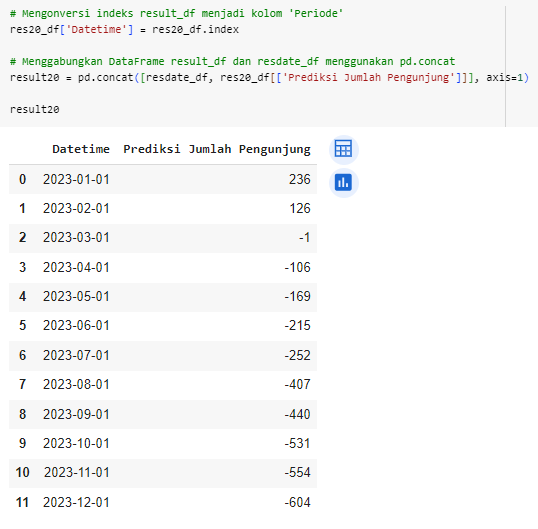 # Mengonversi indeks result_df menjadi kolom 'Periode'
res20_df['Datetime'] = res20_df.index
# Menggabungkan DataFrame result_df dan resdate_df menggunakan pd.concat
result20 = pd.concat([resdate_df, res20_df[['Prediksi Jumlah Pengunjung']]], axis=1)
result20
Datetime Prediksi Jumlah Pengunjung
0 2023-01-01 236
1 2023-02-01 126
2 2023-03-01 -1
3 2023-04-01 -106
4 2023-05-01 -169
5 2023-06-01 -215
6 2023-07-01 -252
7 2023-08-01 -407
8 2023-09-01 -440
9 2023-10-01 -531
10 2023-11-01 -554
11 2023-12-01 -604